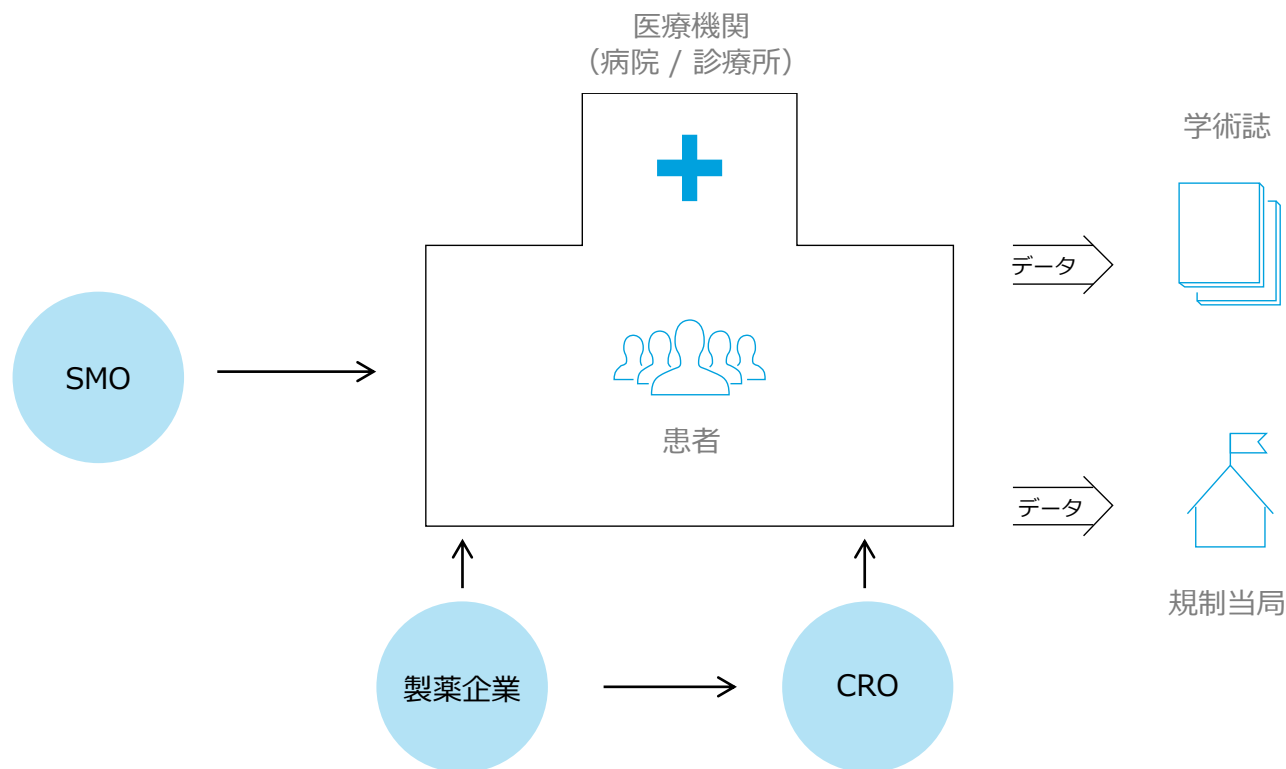 医療機関
（病院 / 診療所）
学術誌
データ
SMO
患者
データ
規制当局
製薬企業
CRO